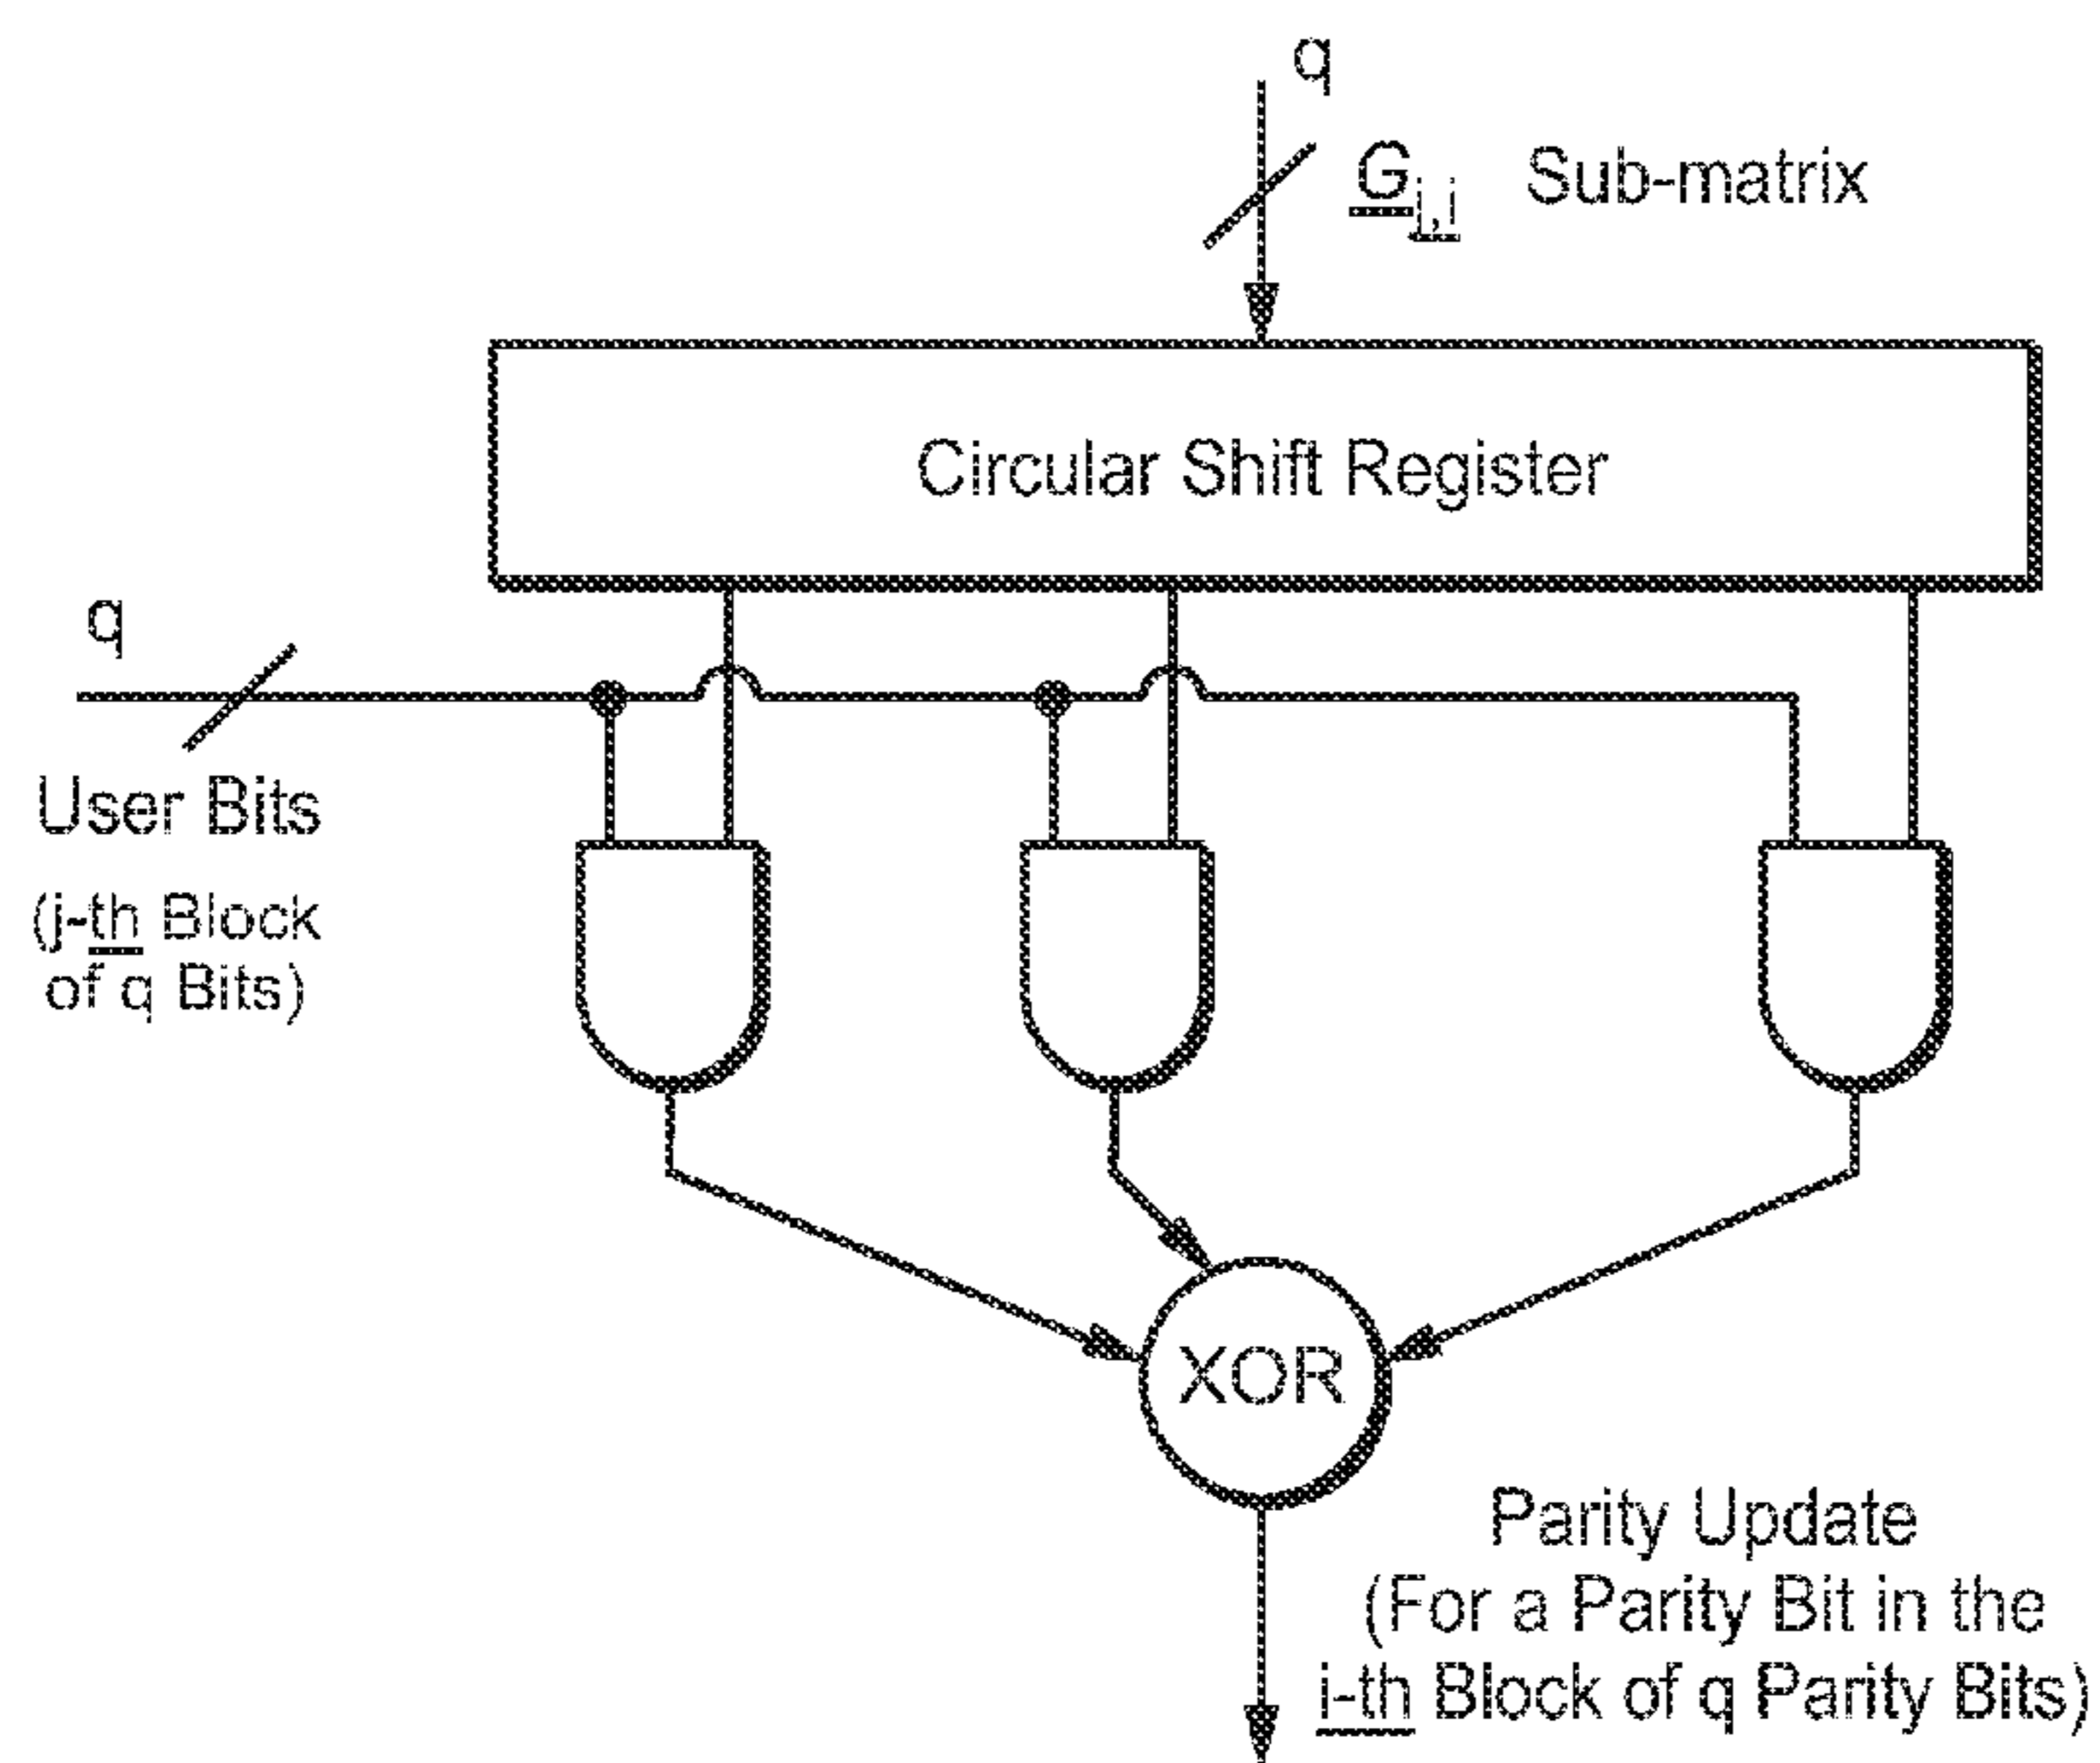 q
G j,i Sub-matrix
Circular Shift Register
q
User Bits
(j-th Block
of q Bits)
XOR
Parity Update
(For a Parity Bit in the
i-th Block of q Parity Bits)